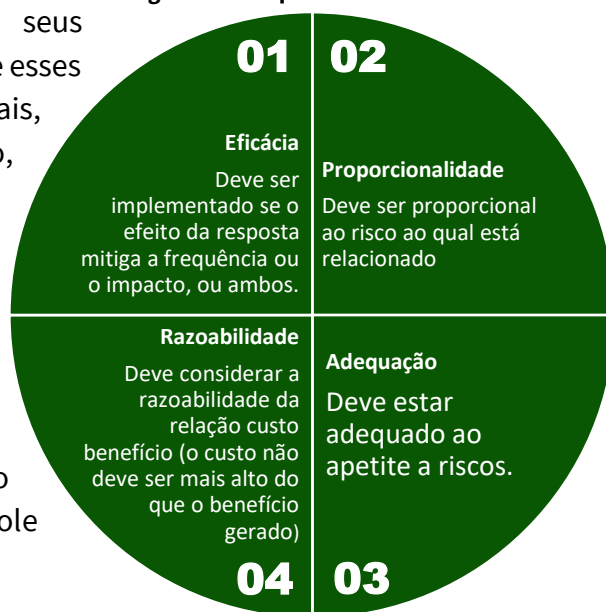 seus
esses
ais,
o,
o
ole
01
Eficácia
Deve ser
implementado se o
efeito da resposta
mitiga a frequência ou
o impacto, ou ambos.
02
Proporcionalidade
Deve ser proporcional
ao risco ao qual está
relacionado
Adequação
Deve estar
adequado ao
apetite a riscos.
03
Razoabilidade
Deve considerar a
razoabilidade da
relação custo
benefício (o custo não
deve ser mais alto do
que o benefício
gerado)
04